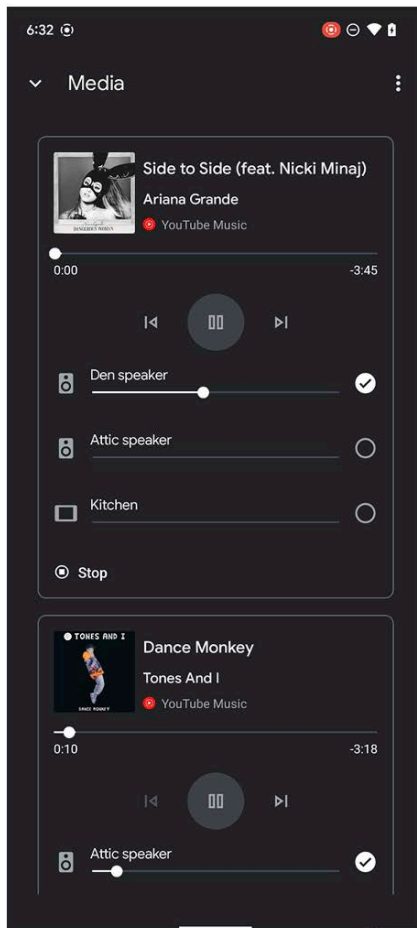 6:32
Media
Side to Side (feat. Nicki Minaj)
Ariana Grande
YouTube Music
0:00 -3:45
Den speaker
Attic speaker
Kitchen
Stop
TONES AND I
DANCE MONKEY
Dance Monkey
Tones And I
YouTube Music
0:10 -3:18
Attic speaker